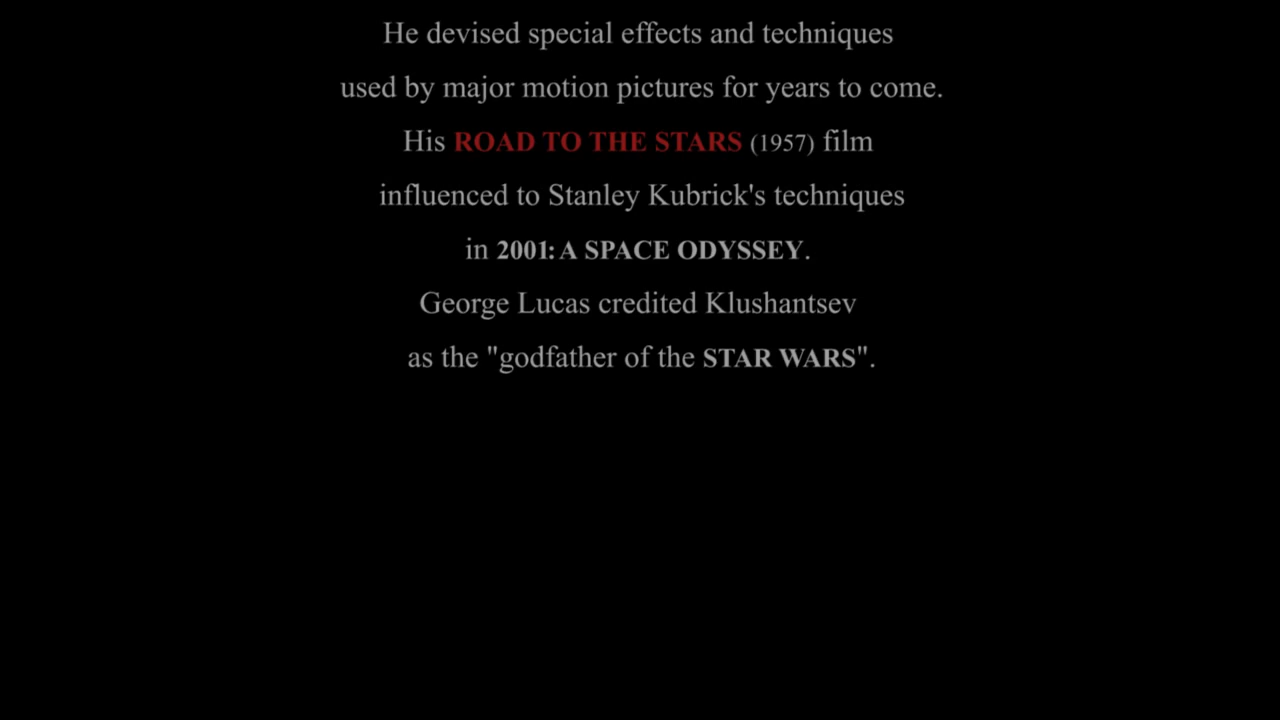 He devised special effects and techniques
used by major motion pictures for years to come.
His ROAD TO THE STARS (1957) film
influenced to Stanley Kubrick's techniques
in 2001: A SPACE ODYSSEY.
George Lucas credited Klushantsev
as the "godfather of the STAR WARS".